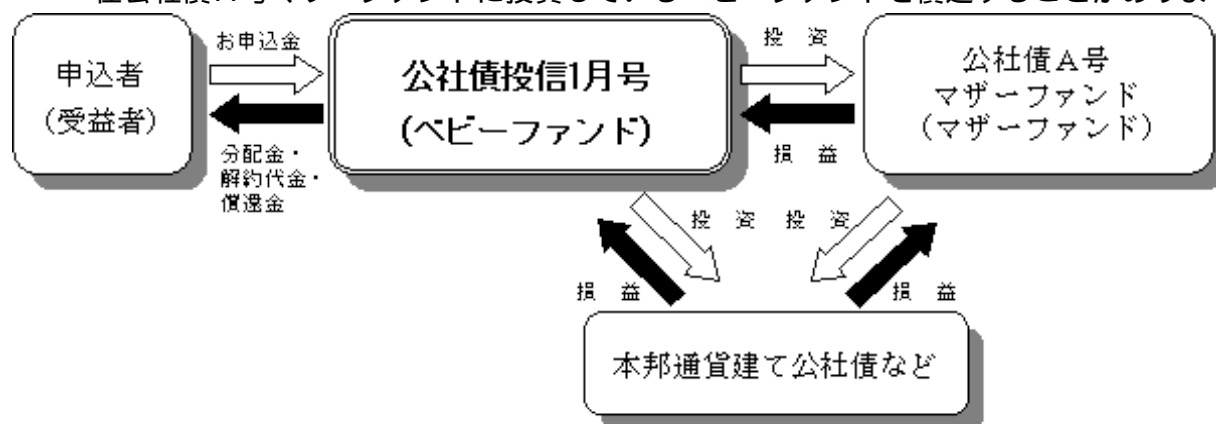 お申込金
投 資
申込者
(受益者)
公社債投信1月号
(ベビーファンド)
公社債A号
マザーファンド
(マザーファンド)
分配金・
解約代金・
償還金
損 益
投 資 投 資
損 益
損 益
本邦通貨建て公社債など